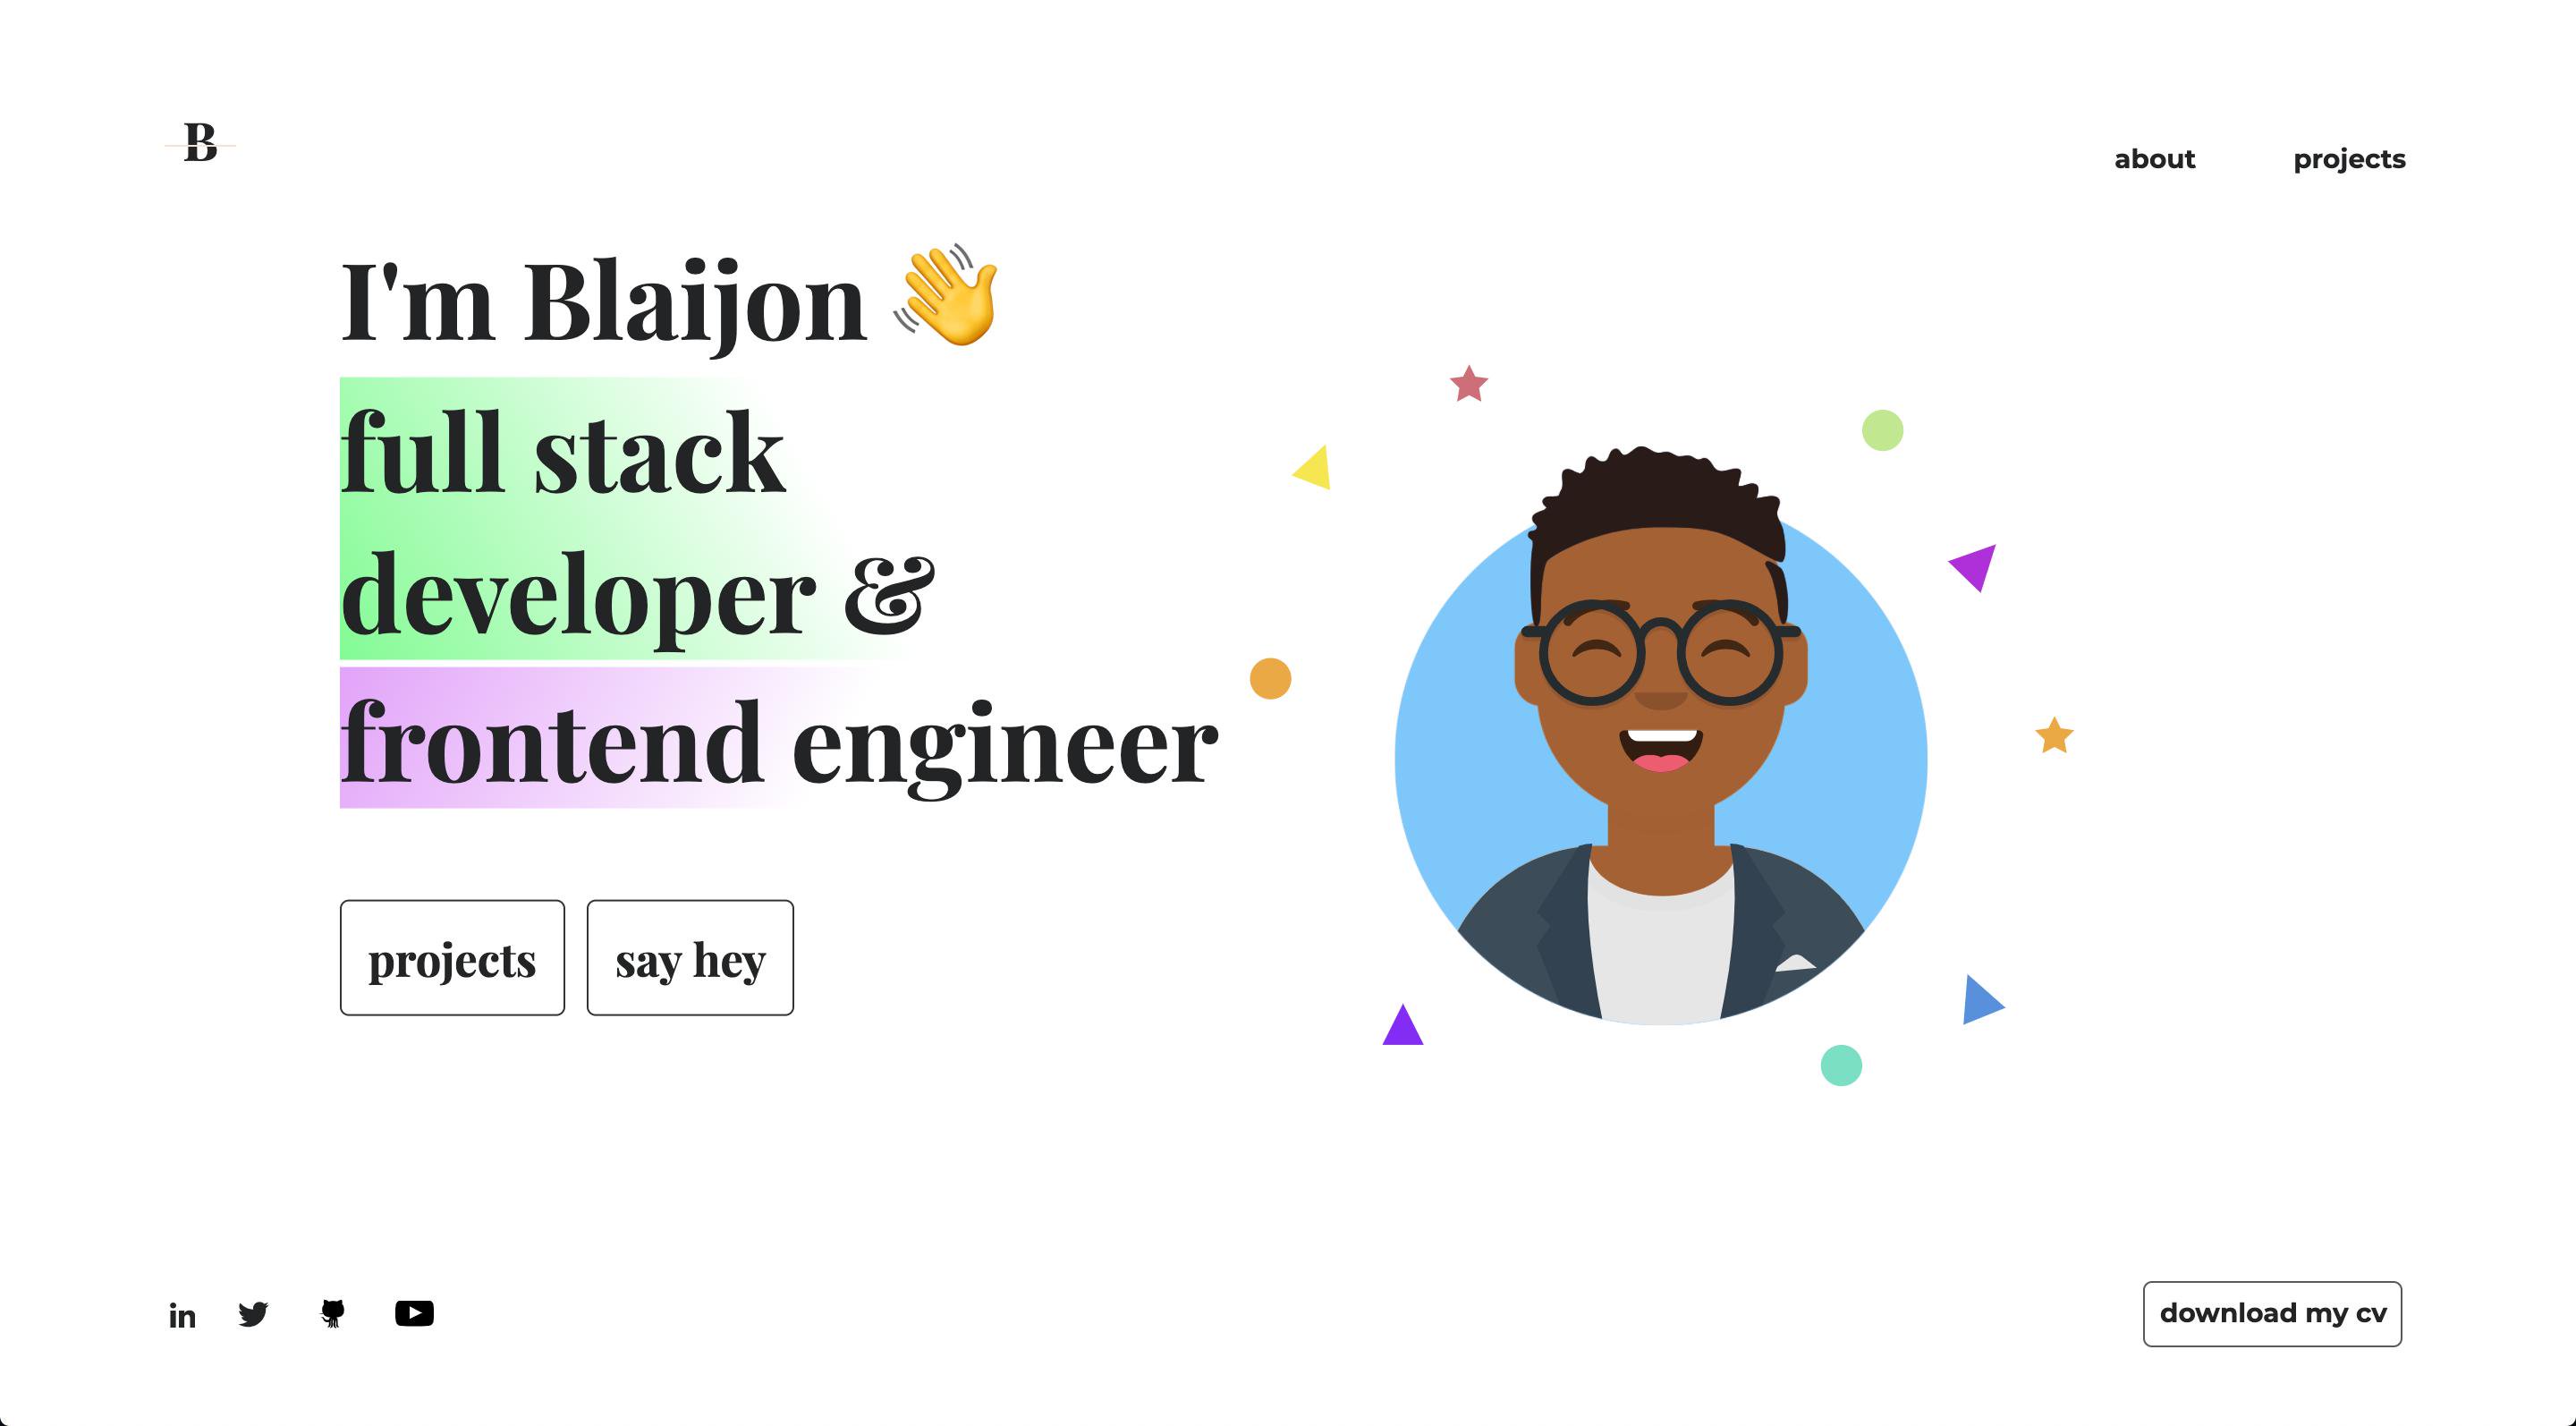 B
about
projects
I'm Blaijon 👋
full stack
developer &
frontend engineer
projects
say hey
in
download my cv